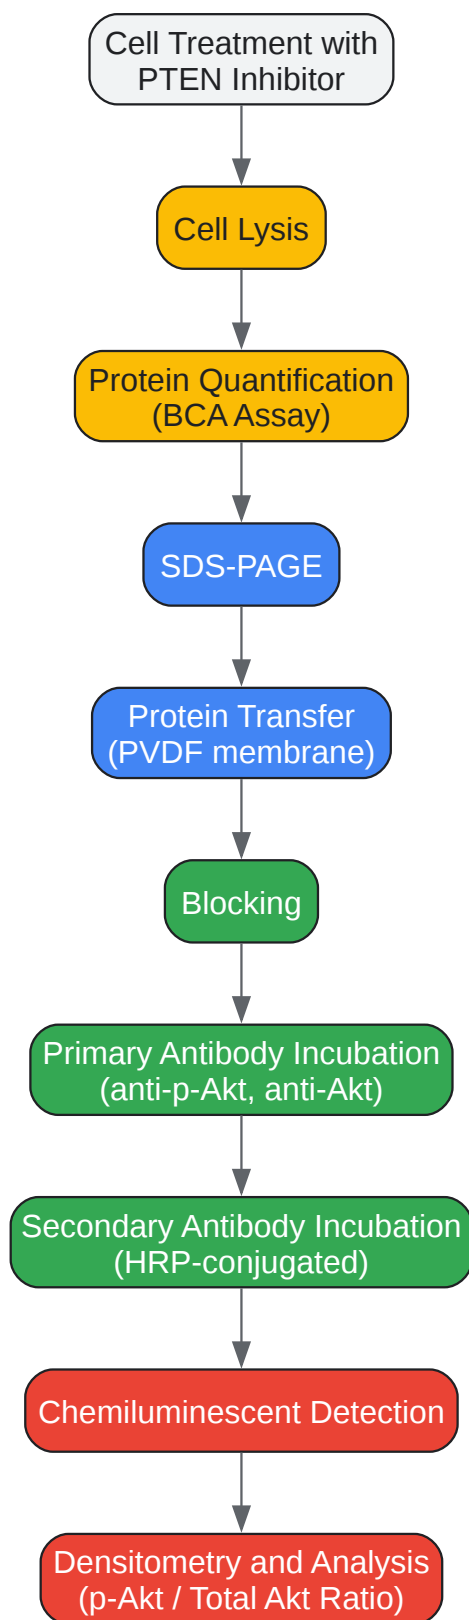 Cell Treatment with
PTEN Inhibitor
Cell Lysis
Protein Quantification
(BCA Assay)
SDS-PAGE
Protein Transfer
(PVDF membrane)
Blocking
Primary Antibody Incubation
(anti-p-Akt, anti-Akt)
Secondary Antibody Incubation
(HRP-conjugated)
Chemiluminescent Detection
Densitometry and Analysis
(p-Akt / Total Akt Ratio)